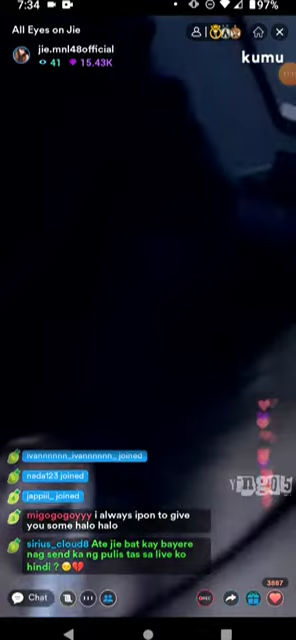 7:34
97%
All Eyes on Jie
jie.mnl48official
41 15.43K
kumu
ivannnnnn_ivannnnnn_ joined
nada123 joined
jappiii_ joined
migogogoyyy i always ipon to give
you some halo halo
YNG05
sirius_cloud8 Ate jie bat kay bayere
nag send ka ng pulis tas sa live ko
hindi ?
3887
Chat